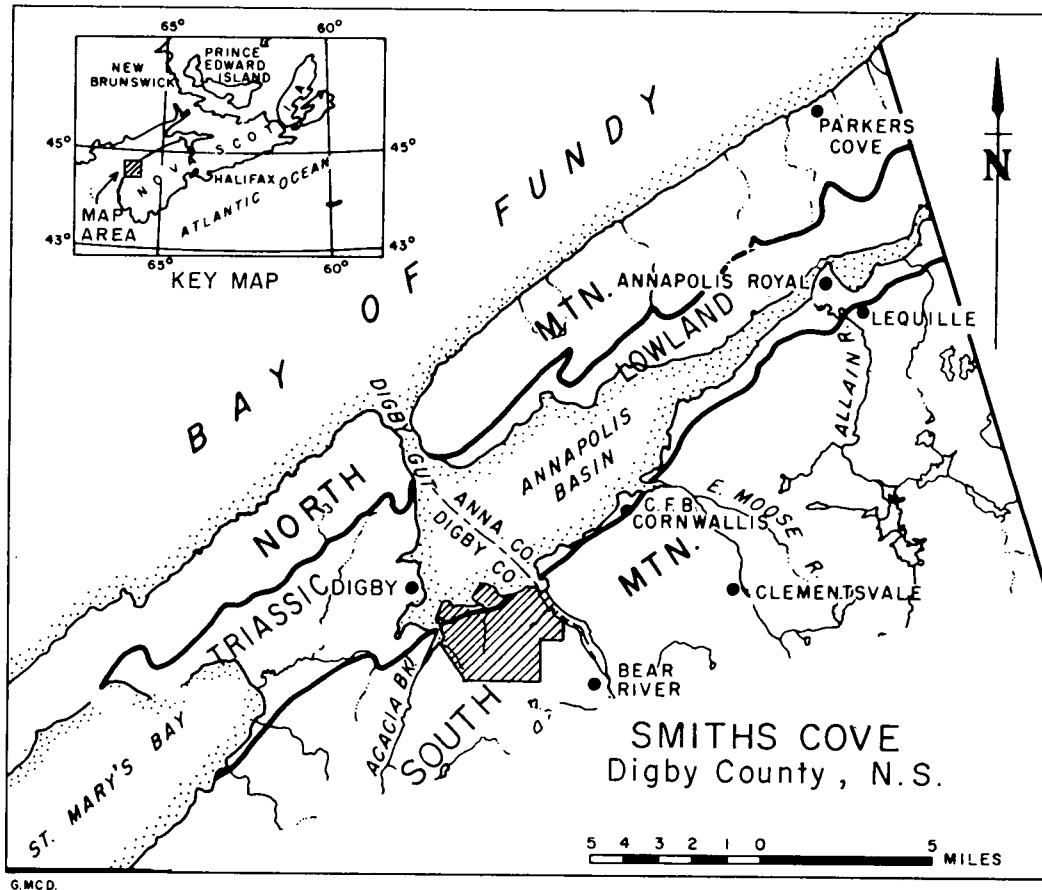 65°
60°
NEW
BRUNSWICK
PRINCE
EDWARD
ISLAND
45°
45°
NOVA SCOTIA
HALIFAX
ATLANTIC OCEAN
MAP
AREA
43°
43°
65°
60°
KEY MAP
BAY OF FUNDY
PARKERS
COVE
N
NORTH MTN.
ANNAPOLIS ROYAL
LEQUILLE
TRIASSIC LOWLAND
ALLAIN R.
DIGBY GUT
ANNAPOLIS
BASIN
ANNA CO.
DIGBY CO.
C.F.B.
CORNWALLIS
E. MOOSE R.
DIGBY
CLEMENTSVALE
SOUTH MTN.
ACACIA BK.
BEAR
RIVER
ST. MARY'S BAY
SMITHS COVE
Digby County, N.S.
5 4 3 2 1 0 5
MILES
G.MCD.